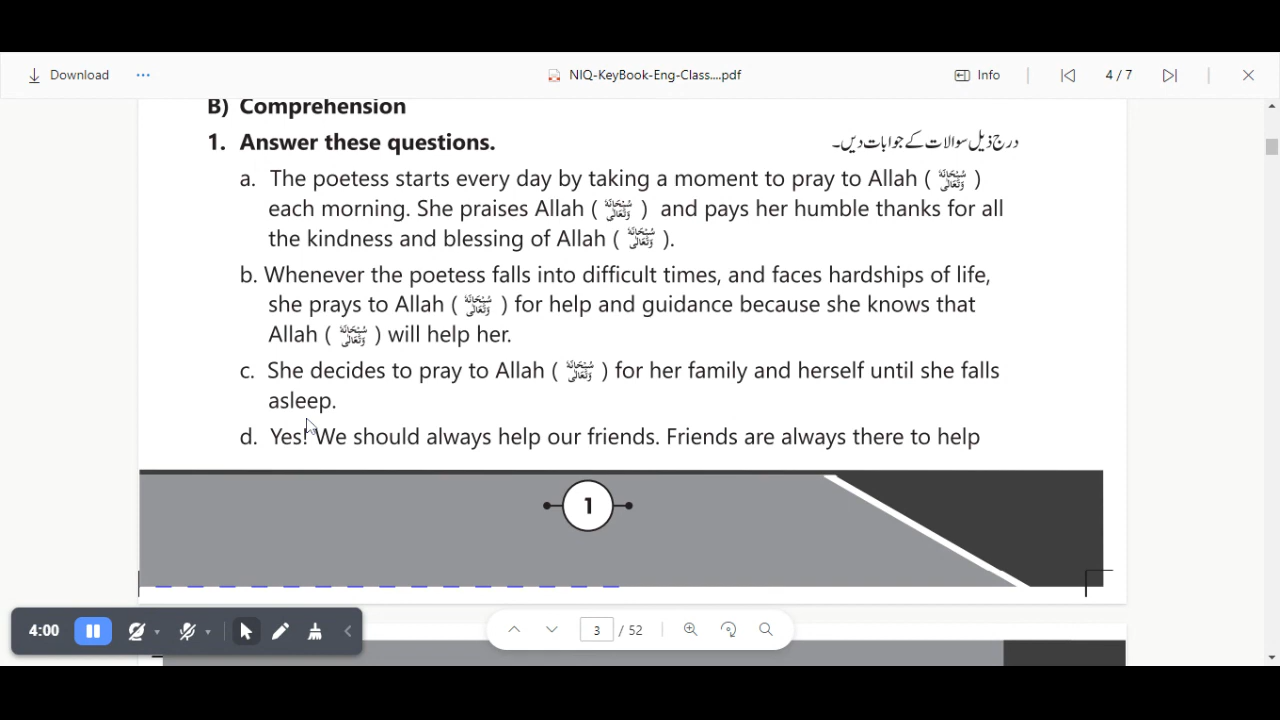 Download
NIQ-KeyBook-Eng-Class....pdf
Info
4 / 7
B) Comprehension
1. Answer these questions.
درج ذیل سوالات کے جوابات دیں۔
a. The poetess starts every day by taking a moment to pray to Allah ( سُبْحَانَهٗ وَتَعَالٰى )
each morning. She praises Allah ( سُبْحَانَهٗ وَتَعَالٰى ) and pays her humble thanks for all
the kindness and blessing of Allah ( سُبْحَانَهٗ وَتَعَالٰى ).
b. Whenever the poetess falls into difficult times, and faces hardships of life,
she prays to Allah ( سُبْحَانَهٗ وَتَعَالٰى ) for help and guidance because she knows that
Allah ( سُبْحَانَهٗ وَتَعَالٰى ) will help her.
c. She decides to pray to Allah ( سُبْحَانَهٗ وَتَعَالٰى ) for her family and herself until she falls
asleep.
d. Yes! We should always help our friends. Friends are always there to help
1
4:00
3 / 52